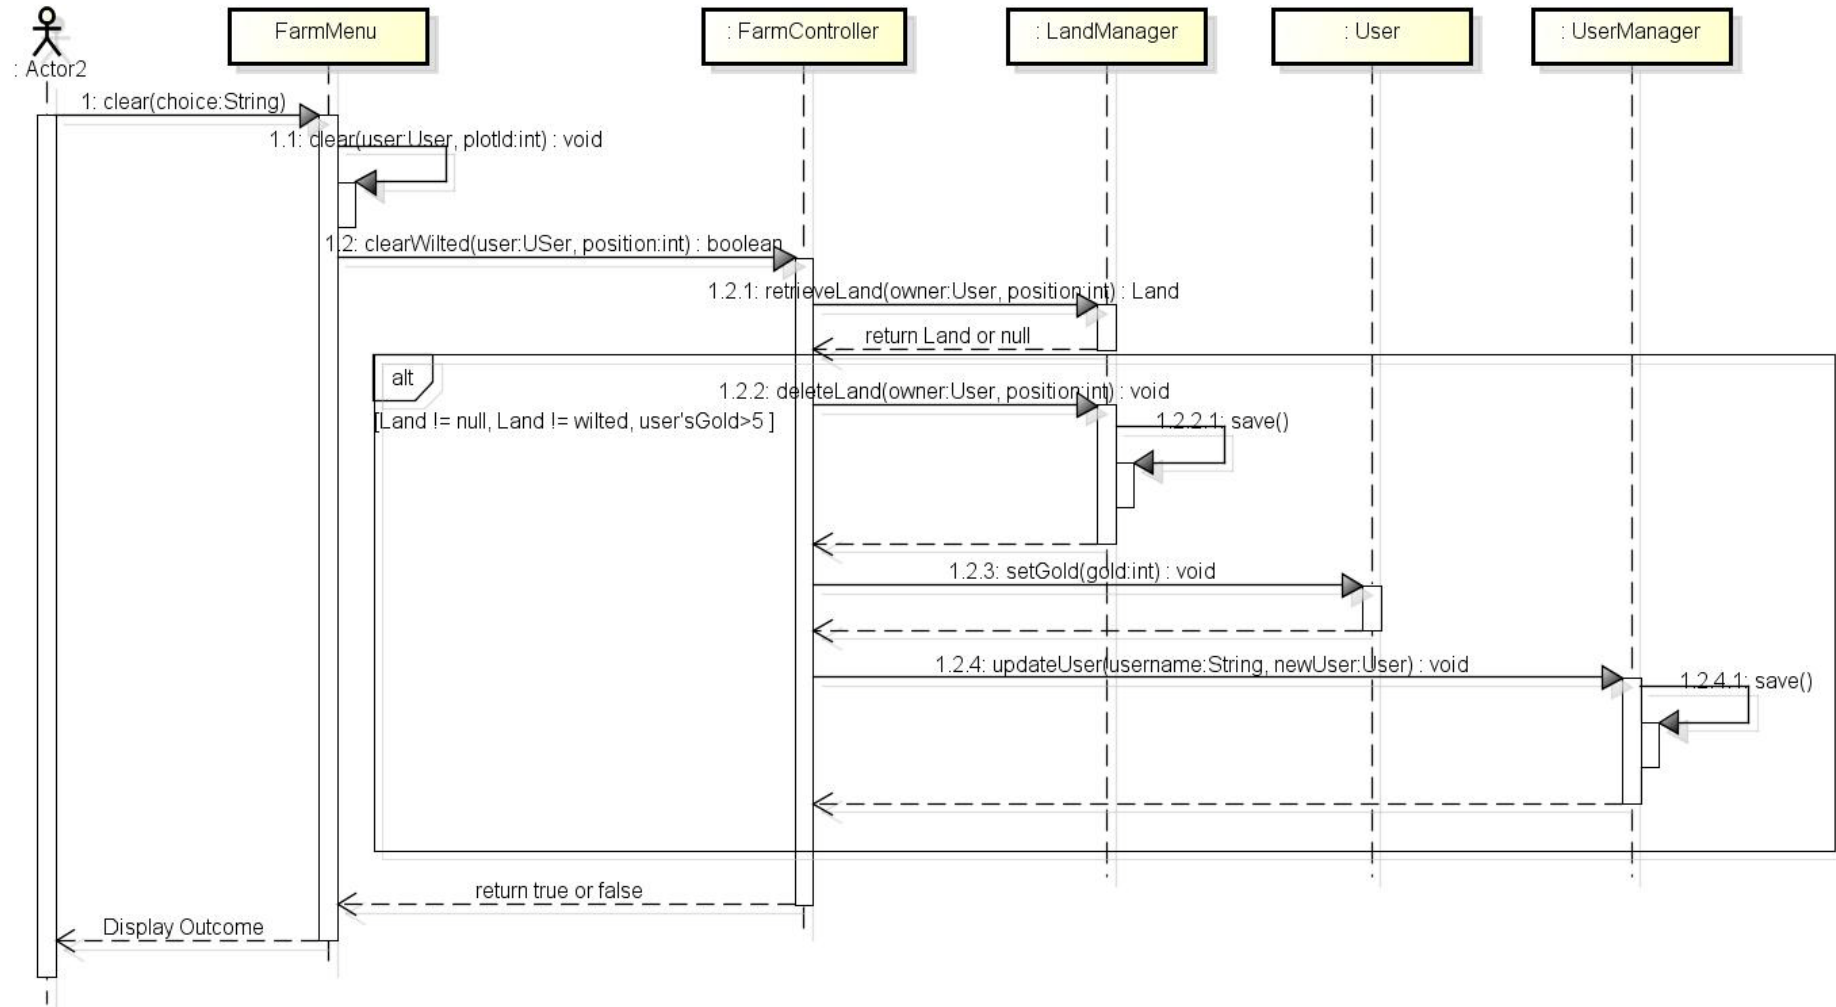 FarmMenu
: FarmController
: LandManager
: User
: UserManager
: Actor2
1: clear(choice:String)
1.1: clear(user:User, plotId:int) : void
1.2: clearWilted(user:USer, position:int) : boolean
1.2.1: retrieveLand(owner:User, position:int) : Land
return Land or null
alt
1.2.2: deleteLand(owner:User, position:int) : void
[Land != null, Land != wilted, user'sGold>5 ]
1.2.2.1: save()
1.2.3: setGold(gold:int) : void
1.2.4: updateUser(username:String, newUser:User) : void
1.2.4.1: save()
return true or false
Display Outcome